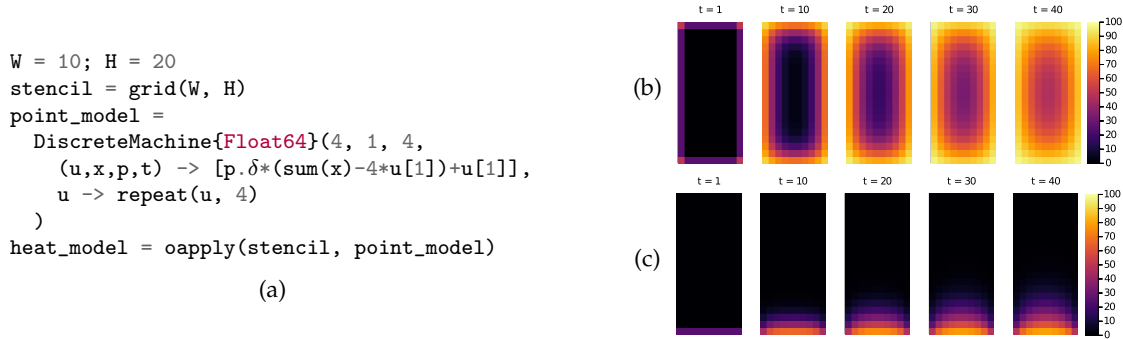 W = 10; H = 20
stencil = grid(W, H)
point_model =
  DiscreteMachine{Float64}(4, 1, 4,
    (u,x,p,t) -> [p.δ*(sum(x)-4*u[1])+u[1]],
    u -> repeat(u, 4)
  )
heat_model = oapply(stencil, point_model)
(a)
t = 1 t = 10 t = 20 t = 30 t = 40
(b)
100
90
80
70
60
50
40
30
20
10
0
t = 1 t = 10 t = 20 t = 30 t = 40
(c)
100
90
80
70
60
50
40
30
20
10
0